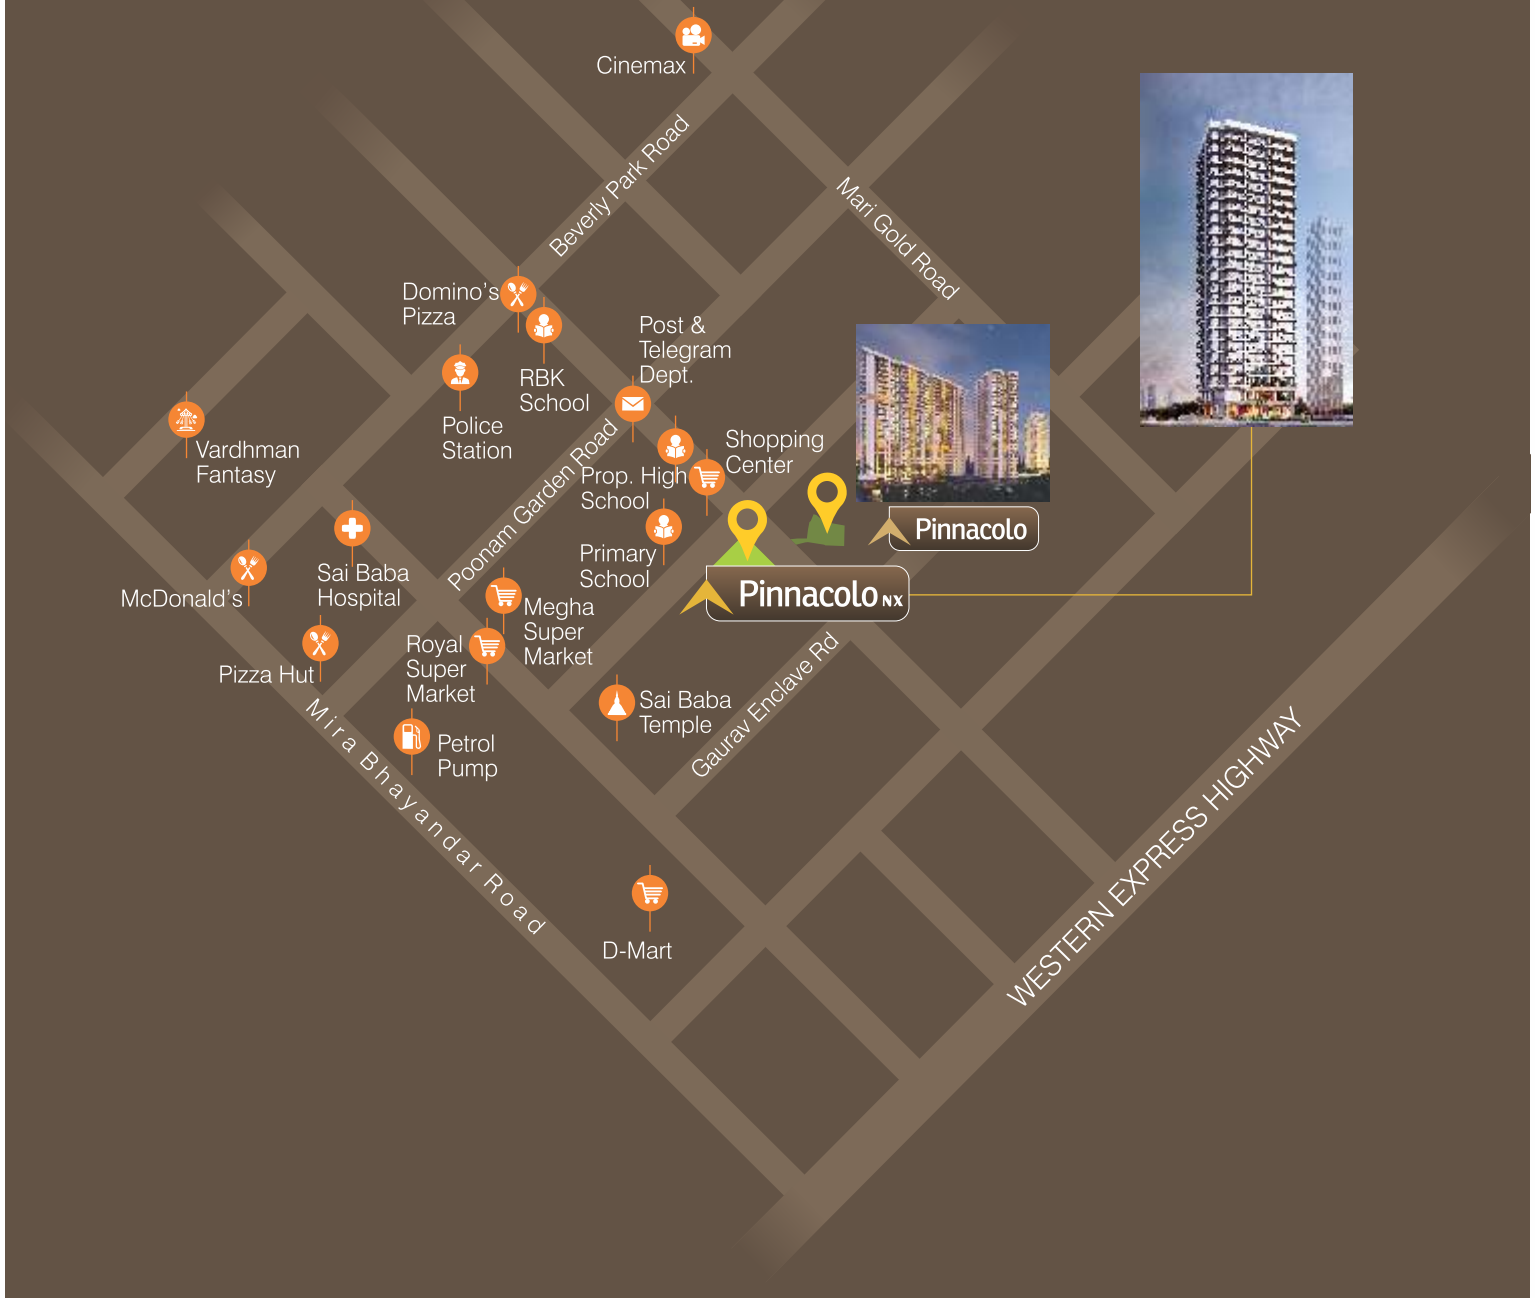 Cinemax
Beverly Park Road
Mari Gold Road
Domino's
Pizza
Post &
Telegram
Dept.
RBK
School
Police
Station
Vardhman
Fantasy
Shopping
Center
Prop. High
School
Poonam Garden Road
Pinnacolo
Primary
School
Sai Baba
Hospital
McDonald's
Pinnacolo NX
Megha
Super
Market
Royal
Super
Market
Pizza Hut
Gaurav Enclave Rd
Sai Baba
Temple
Mira Bhayandar Road
Petrol
Pump
WESTERN EXPRESS HIGHWAY
D-Mart